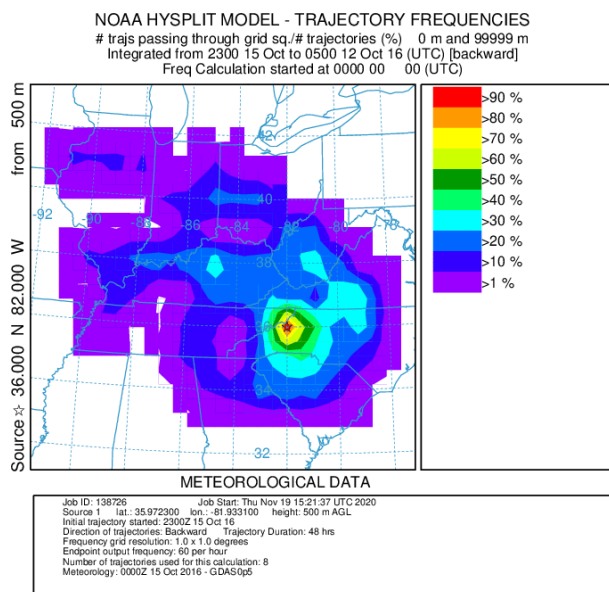 NOAA HYSPLIT MODEL - TRAJECTORY FREQUENCIES
# trajs passing through grid sq./# trajectories (%) 0 m and 99999 m
Integrated from 2300 15 Oct to 0500 12 Oct 16 (UTC) [backward]
Freq Calculation started at 0000 00 00 (UTC)
Source ☆ 36.000 N 82.000 W from 500 m
-92
-90
-88
-86
-84
-82
-80
-78
42
40
38
36
34
32
>90 %
>80 %
>70 %
>60 %
>50 %
>40 %
>30 %
>20 %
>10 %
>1 %
METEOROLOGICAL DATA
Job ID: 138726 Job Start: Thu Nov 19 15:21:37 UTC 2020
Source 1 lat.: 35.972300 lon.: -81.933100 height: 500 m AGL
Initial trajectory started: 2300Z 15 Oct 16
Direction of trajectories: Backward Trajectory Duration: 48 hrs
Frequency grid resolution: 1.0 x 1.0 degrees
Endpoint output frequency: 60 per hour
Number of trajectories used for this calculation: 8
Meteorology: 0000Z 15 Oct 2016 - GDAS0p5